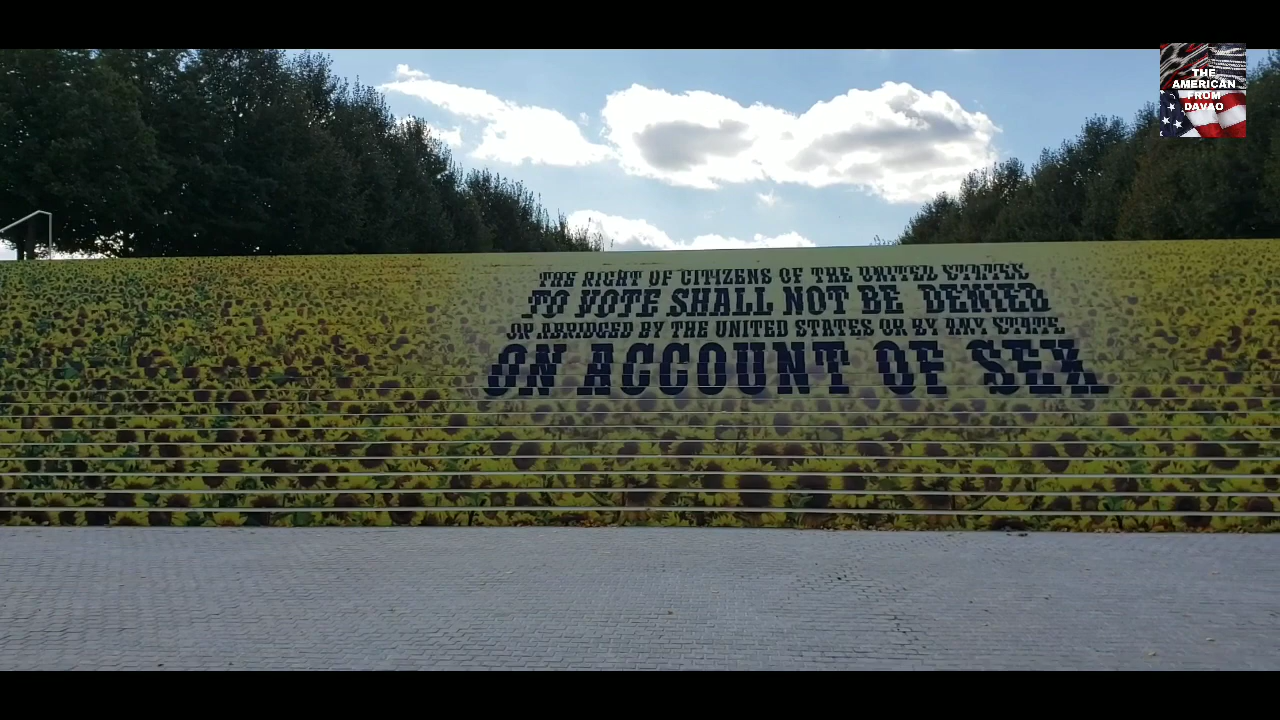 THE
AMERICAN
FROM
DAVAO
THE RIGHT OF CITIZENS OF THE UNITED STATES
TO VOTE SHALL NOT BE DENIED
OR ABRIDGED BY THE UNITED STATES OR BY ANY STATE
ON ACCOUNT OF SEX